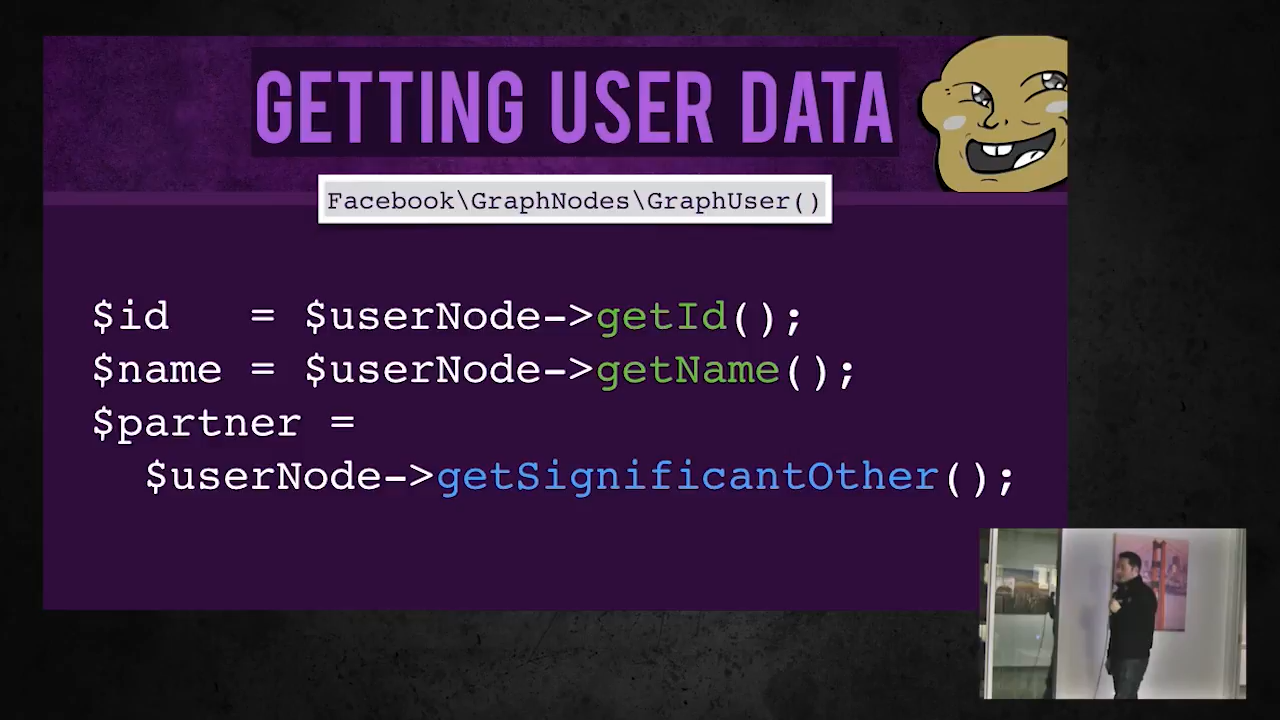 GETTING USER DATA
Facebook\GraphNodes\GraphUser()
$id   = $userNode->getId();
$name = $userNode->getName();
$partner =
  $userNode->getSignificantOther();